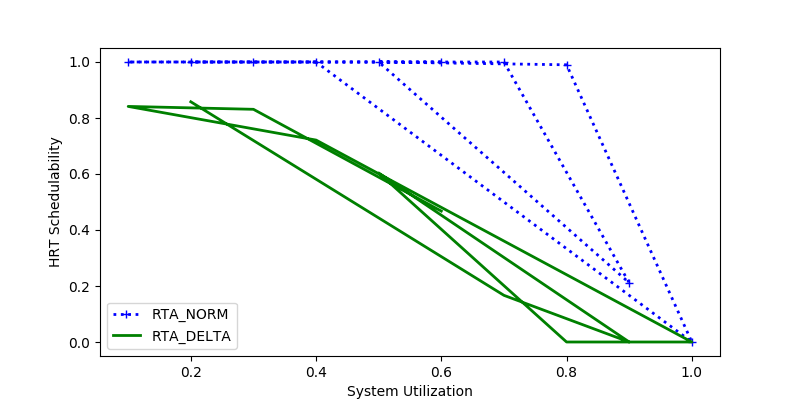 1.0
0.8
0.6
0.4
0.2
0.0
HRT Schedulability
RTA_NORM
RTA_DELTA
0.2 0.4 0.6 0.8 1.0
System Utilization